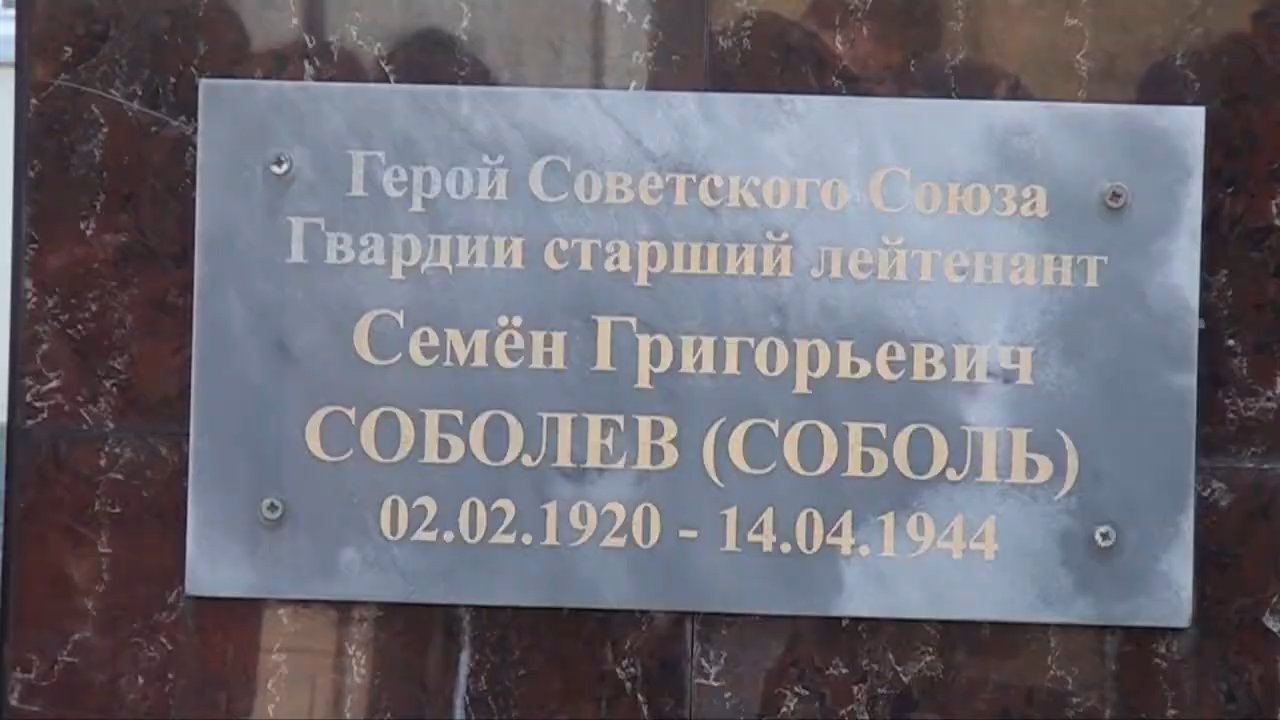 Герой Советского Союза
Гвардии старший лейтенант
Семён Григорьевич
СОБОЛЕВ (СОБОЛЬ)
02.02.1920 - 14.04.1944